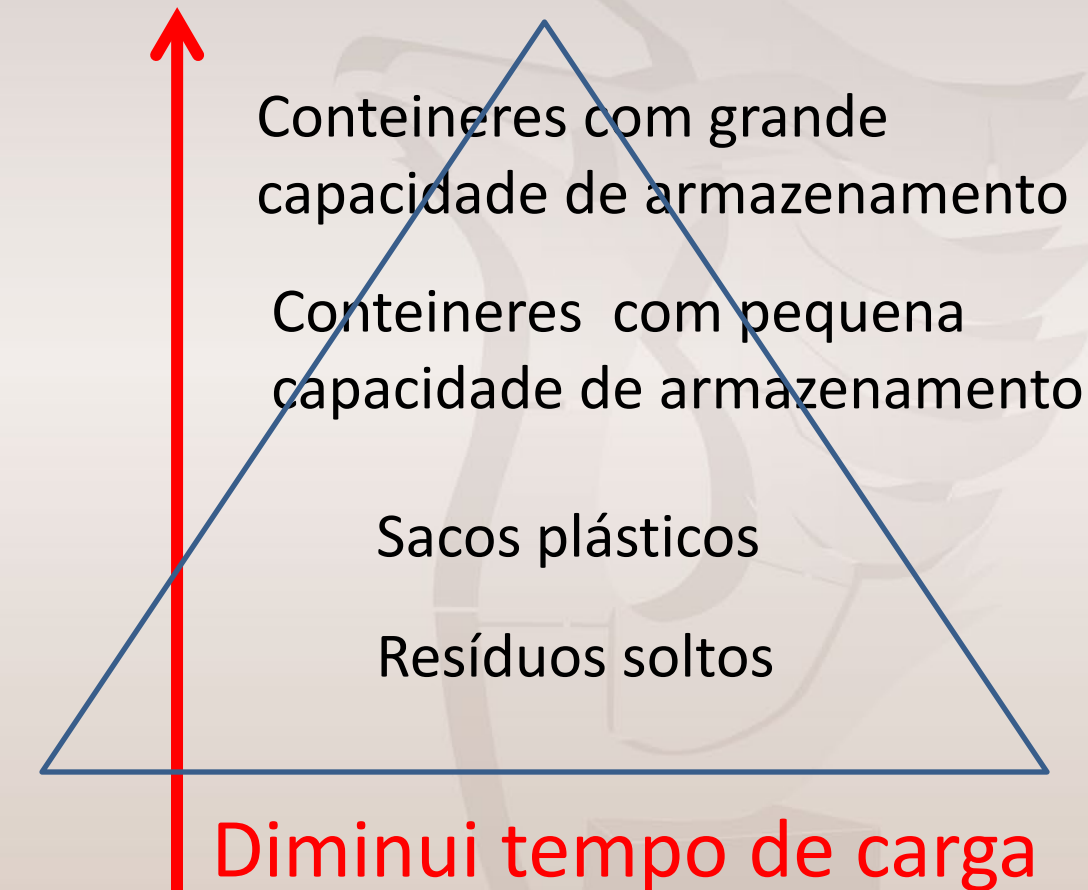 Conteineres com grande
capacidade de armazenamento
Conteineres com pequena
capacidade de armazenamento
Sacos plásticos
Resíduos soltos
Diminui tempo de carga